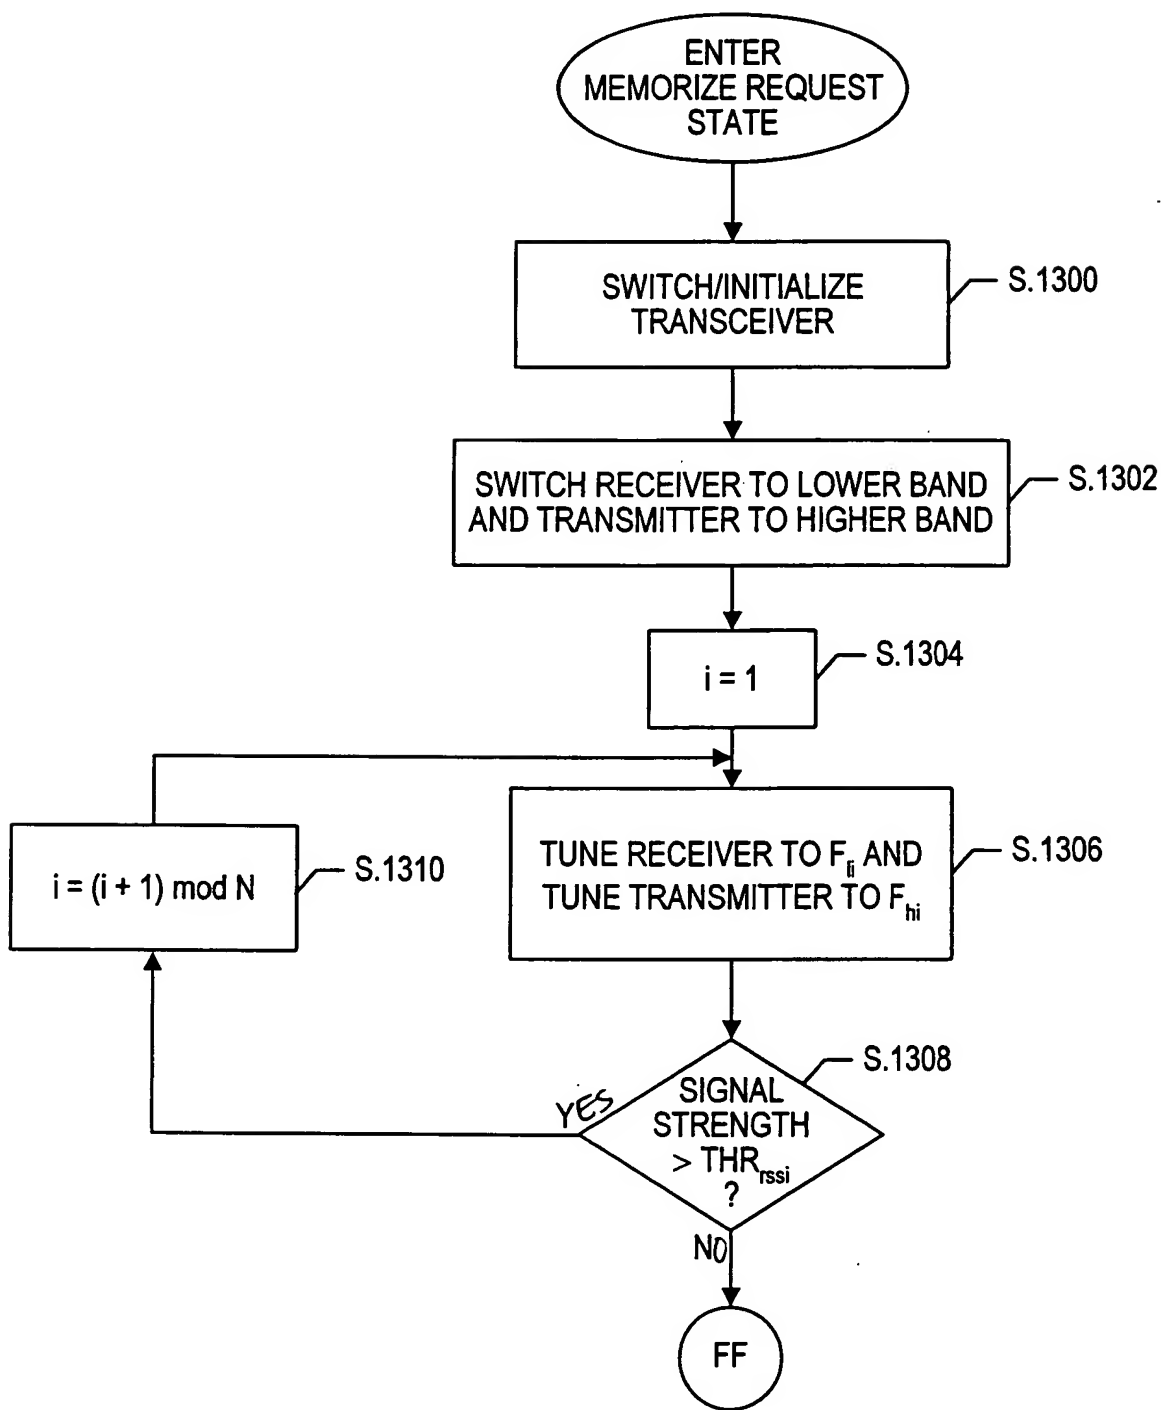 ENTER
MEMORIZE REQUEST
STATE
SWITCH/INITIALIZE
TRANSCEIVER
S.1300
SWITCH RECEIVER TO LOWER BAND
AND TRANSMITTER TO HIGHER BAND
S.1302
i = 1
S.1304
TUNE RECEIVER TO F_li AND
TUNE TRANSMITTER TO F_hi
S.1306
i = (i + 1) mod N
S.1310
SIGNAL
STRENGTH
> THR_rssi
?
S.1308
YES
NO
FF